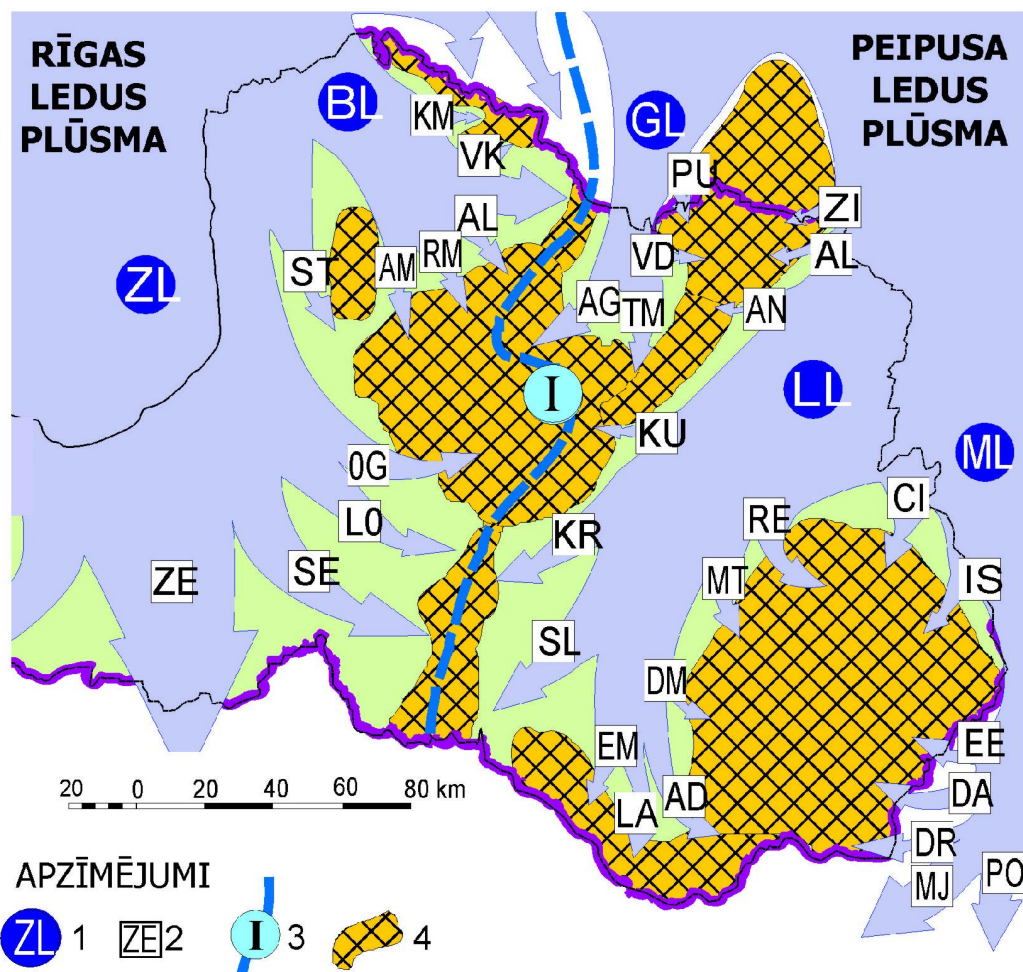 RĪGAS
LEDUS
PLŪSMA
PEIPUSA
LEDUS
PLŪSMA
BL
GL
KM
VK
PU
ZI
AL
VD
AL
ST
AM
RM
ZL
AG
TM
AN
I
LL
KU
ML
0G
L0
KR
RE
CI
ZE
SE
MT
IS
SL
DM
EM
EE
LA
AD
DA
DR
MJ
PO
20 0 20 40 60 80 km
APZĪMĒJUMI
ZL 1 ZE 2 I 3 4